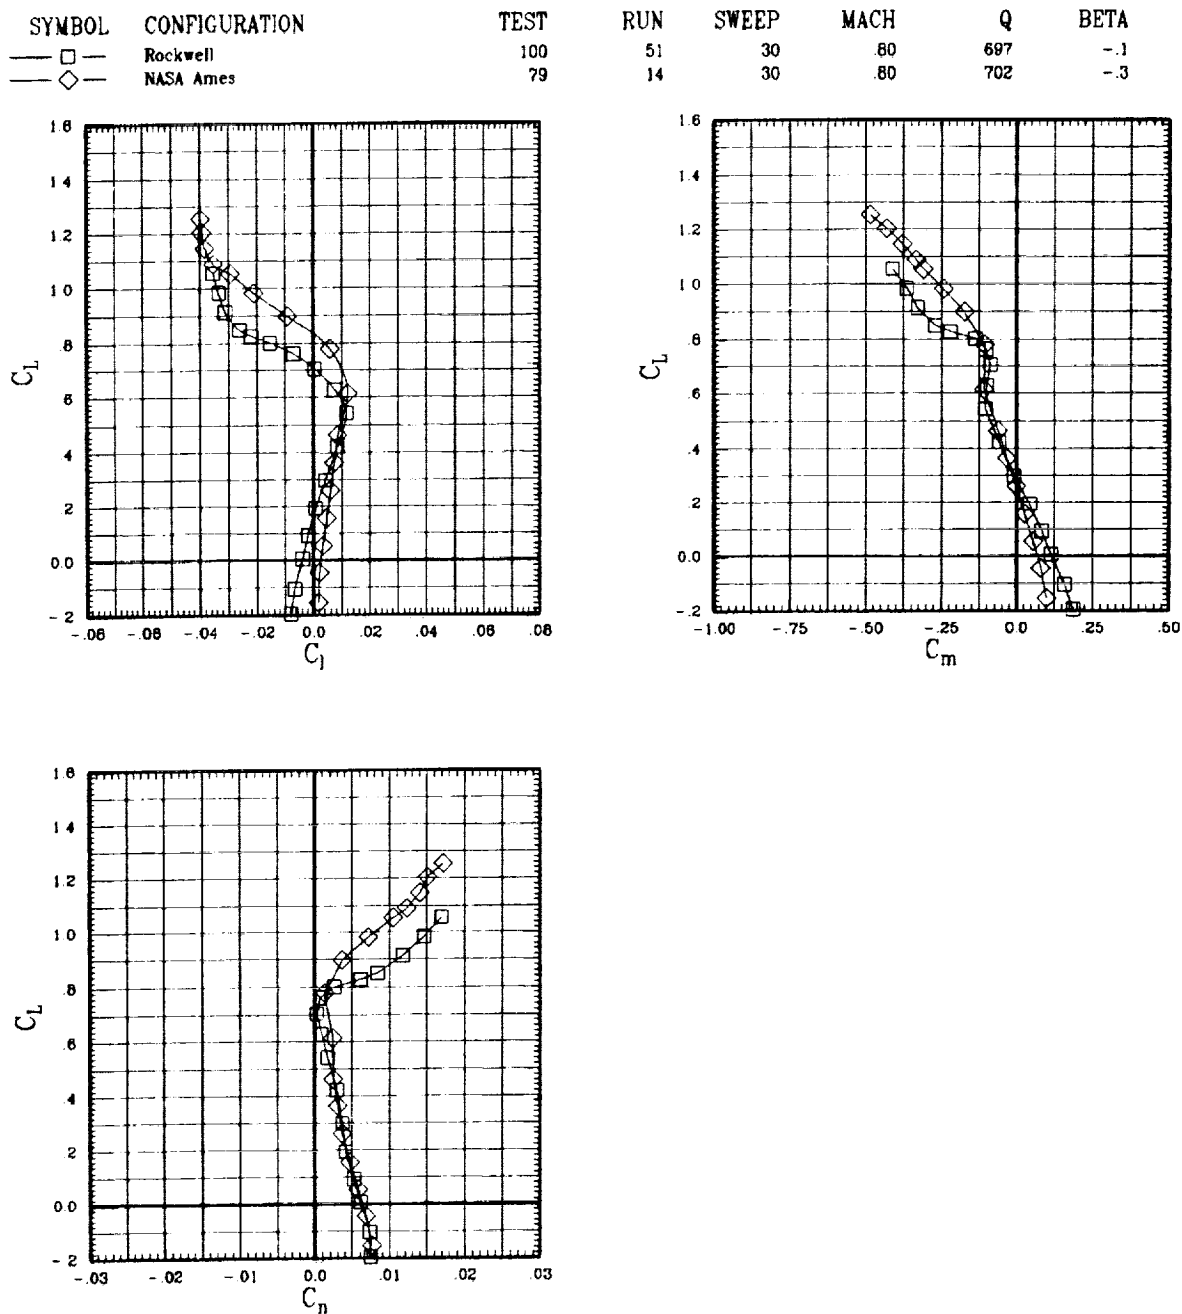 SYMBOL CONFIGURATION TEST RUN SWEEP MACH Q BETA
Rockwell 100 51 30 .80 697 -.1
NASA Ames 79 14 30 .80 702 -.3
1.6
1.4
1.2
1.0
.8
.6
.4
.2
0.0
-.2
C_L
-.08 -.06 -.04 -.02 0.0 .02 .04 .06 .08
C_l
1.6
1.4
1.2
1.0
.8
.6
.4
.2
0.0
-.2
C_L
-1.00 -.75 -.50 -.25 0.0 .25 .50
C_m
1.6
1.4
1.2
1.0
.8
.6
.4
.2
0.0
-.2
C_L
-.03 -.02 -.01 0.0 .01 .02 .03
C_n